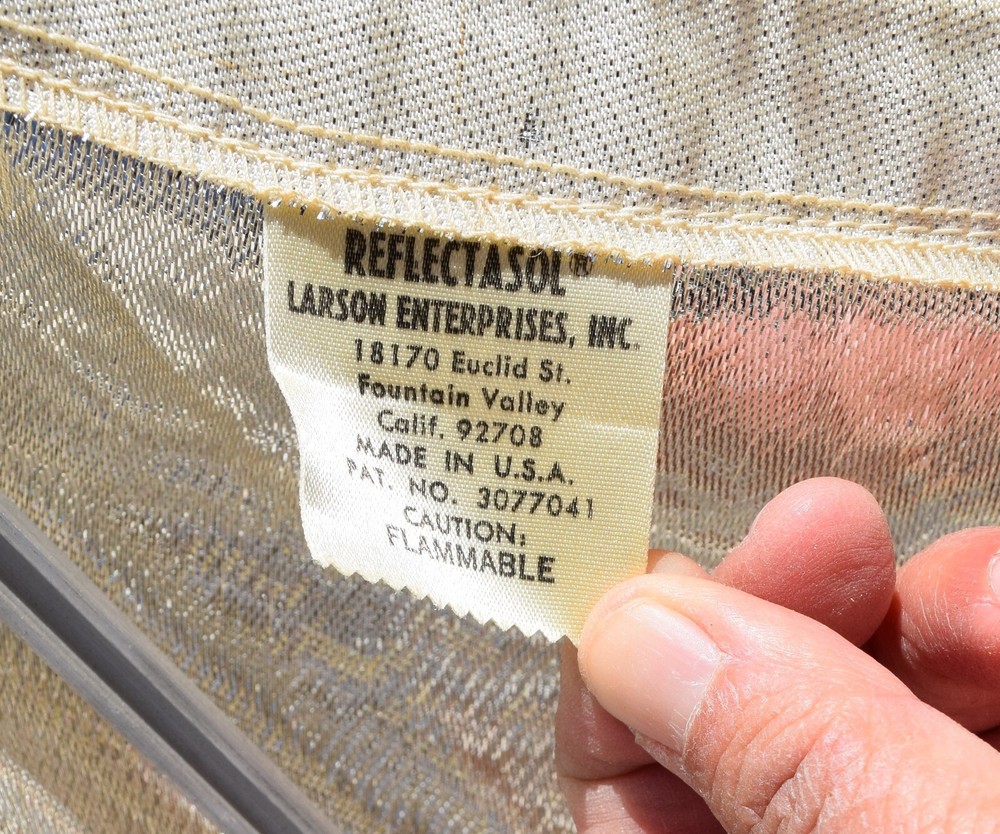 REFLECTASOL®
LARSON ENTERPRISES, INC.
18170 Euclid St.
Fountain Valley
Calif. 92708
MADE IN U.S.A.
PAT. NO. 3077041
CAUTION:
FLAMMABLE